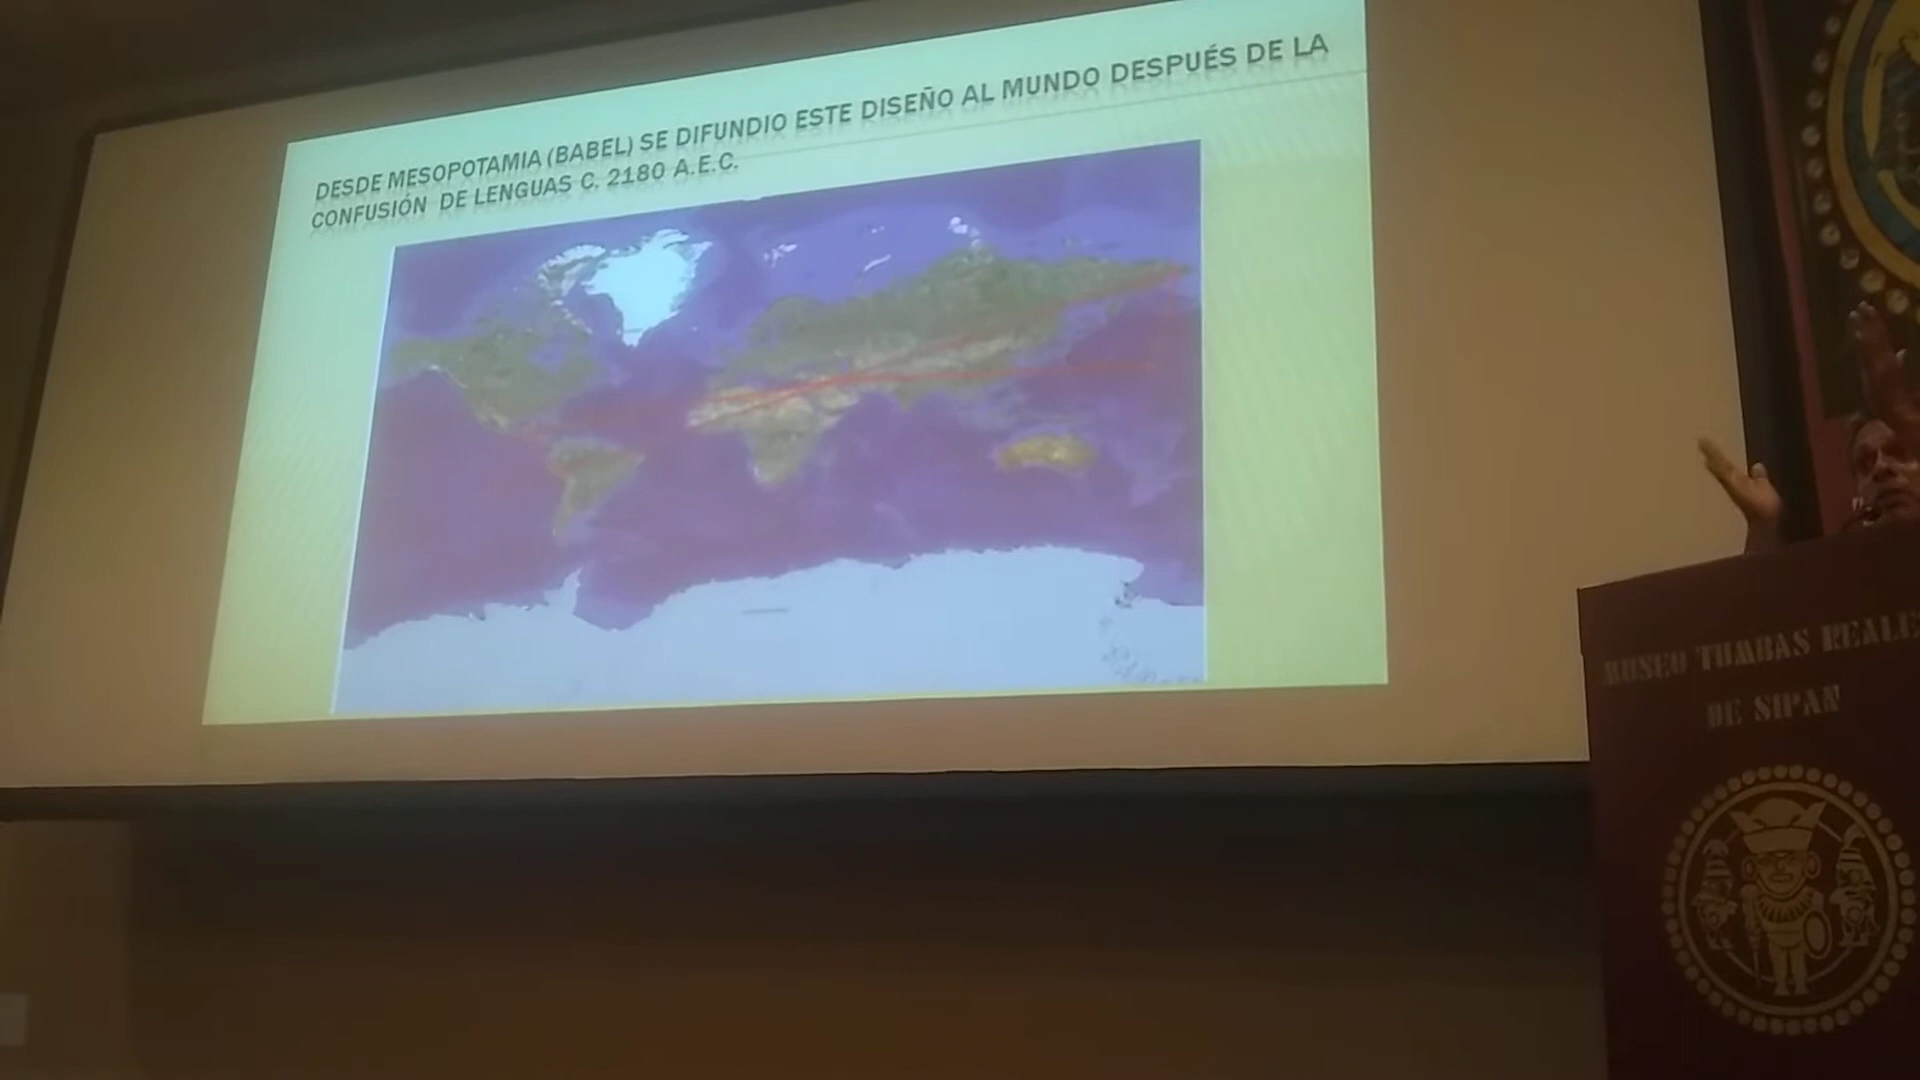 DESDE MESOPOTAMIA (BABEL) SE DIFUNDIO ESTE DISEÑO AL MUNDO DESPUÉS DE LA
CONFUSIÓN DE LENGUAS C. 2180 A.E.C.
MUSEO TUMBAS REALE
DE SIPAN